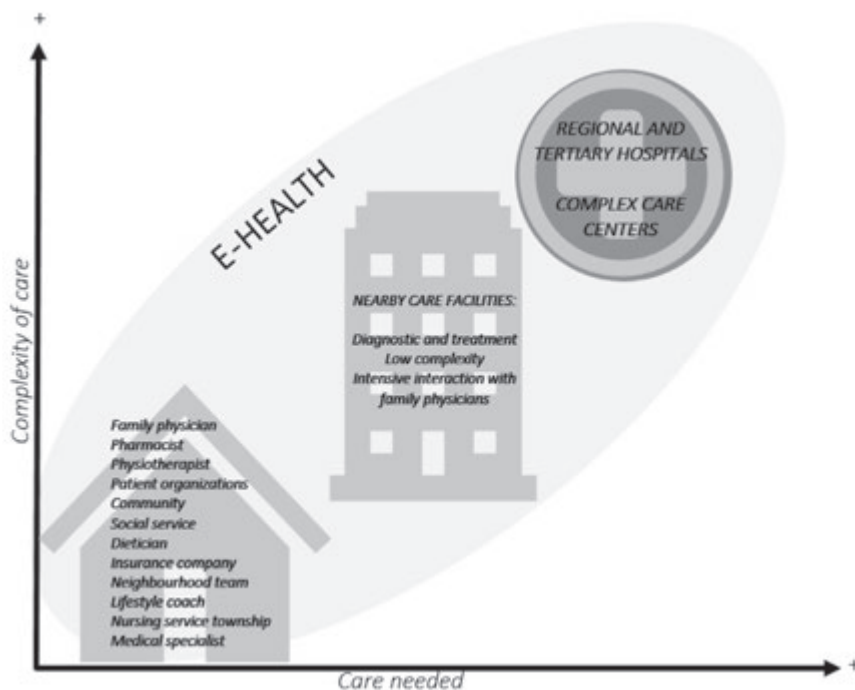 +
REGIONAL AND
TERTIARY HOSPITALS
COMPLEX CARE
CENTERS
E-HEALTH
NEARBY CARE FACILITIES:
Diagnostic and treatment
Low complexity
Intensive interaction with
family physicians
Complexity of care
Family physician
Pharmacist
Physiotherapist
Patient organizations
Community
Social service
Dietician
Insurance company
Neighbourhood team
Lifestyle coach
Nursing service township
Medical specialist
Care needed
+